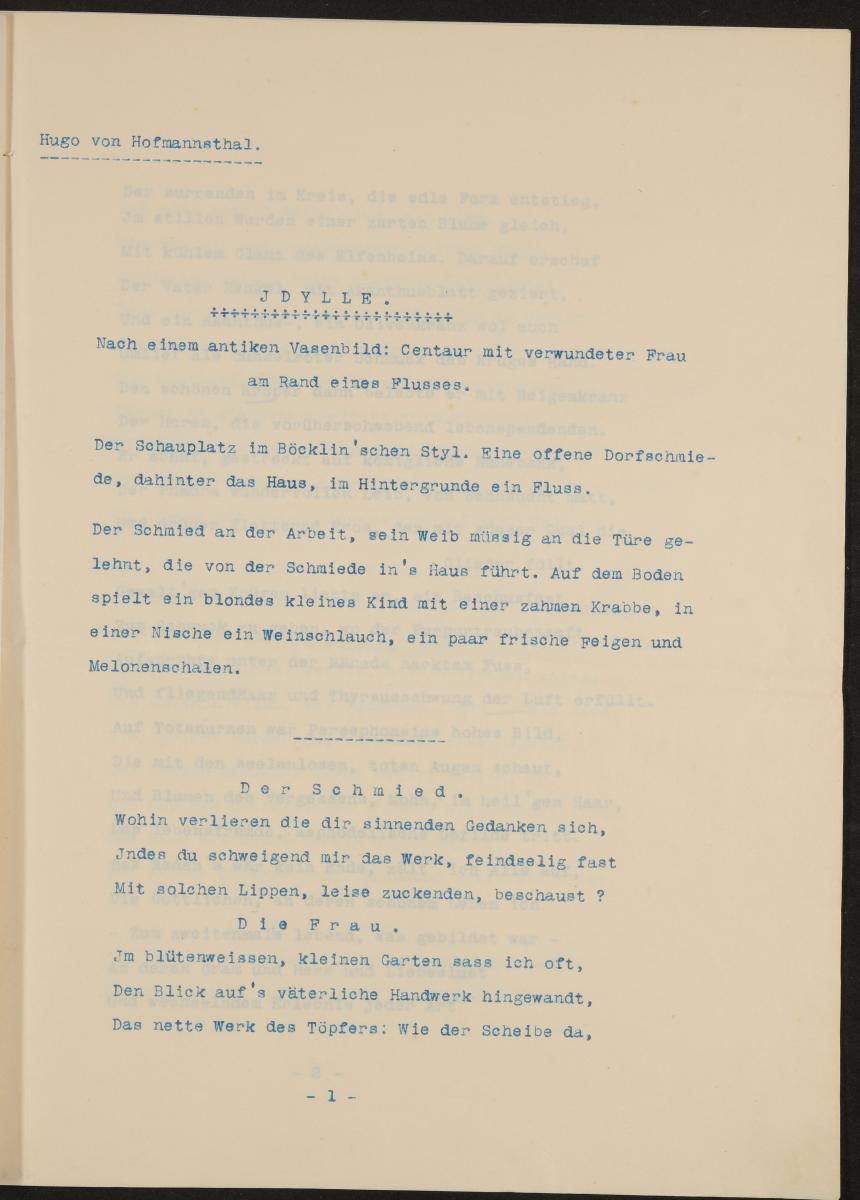 Hugo von Hofmannsthal.
J D Y L L E .
Nach einem antiken Vasenbild: Centaur mit verwundeter Frau
am Rand eines Flusses.
Der Schauplatz im Böcklin'schen Styl. Eine offene Dorfschmie-
de, dahinter das Haus, im Hintergrunde ein Fluss.
Der Schmied an der Arbeit, sein Weib müssig an die Türe ge-
lehnt, die von der Schmiede in's Haus führt. Auf dem Boden
spielt ein blondes kleines Kind mit einer zahmen Krabbe, in
einer Nische ein Weinschlauch, ein paar frische Feigen und
Melonenschalen.
D e r S c h m i e d .
Wohin verlieren die dir sinnenden Gedanken sich,
Jndes du schweigend mir das Werk, feindselig fast
Mit solchen Lippen, leise zuckenden, beschaust ?
D i e F r a u .
Jm blütenweissen, kleinen Garten sass ich oft,
Den Blick auf's väterliche Handwerk hingewandt,
Das nette Werk des Töpfers: Wie der Scheibe da,
- 1 -